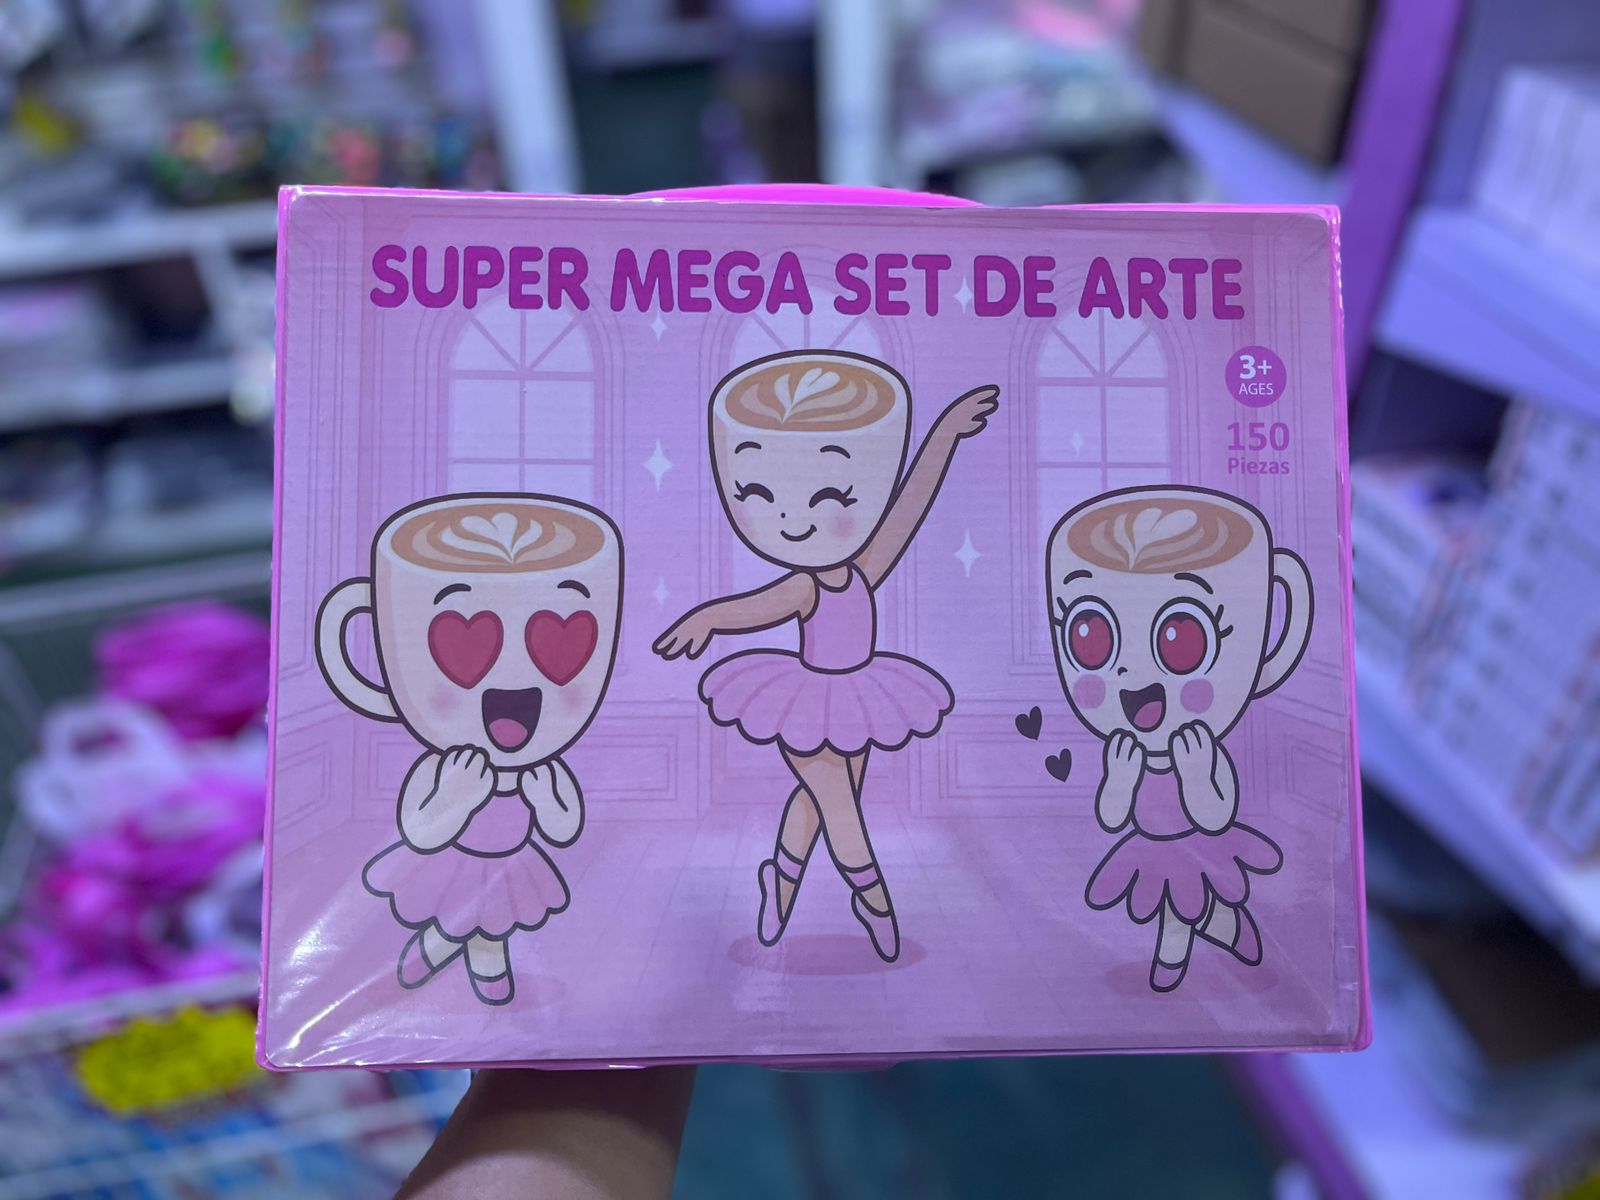 SUPER MEGA SET DE ARTE
3+
AGES
150
Piezas